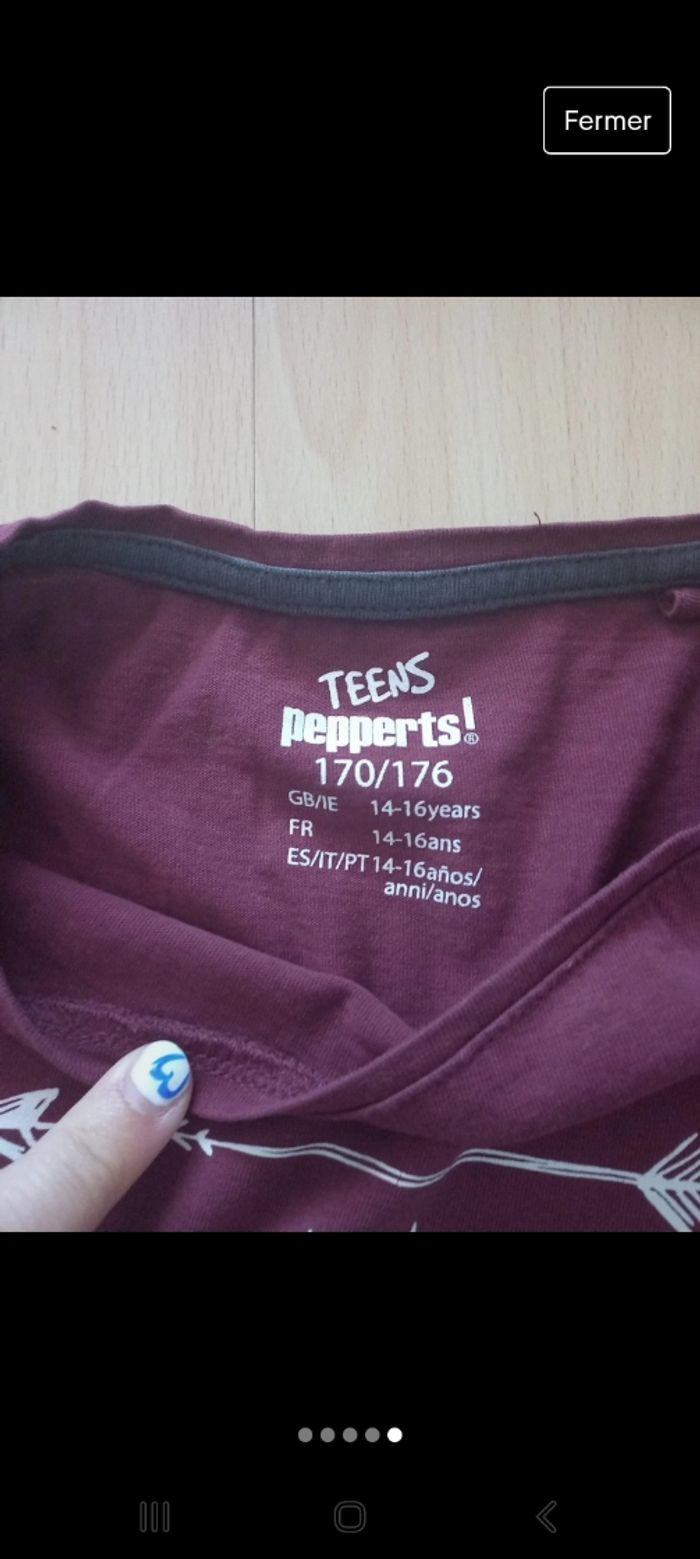 Fermer
TEENS
pepperts!®
170/176
GB/IE 14-16years
FR 14-16ans
ES/IT/PT 14-16años/
anni/anos